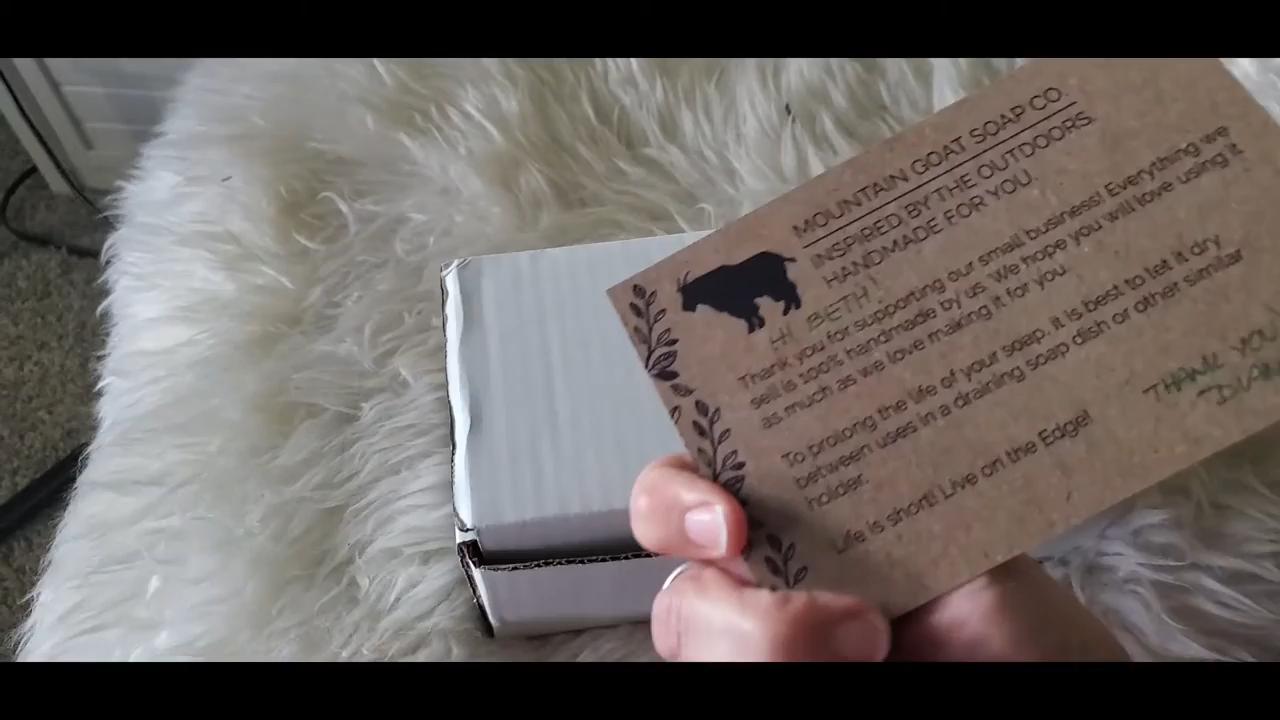 MOUNTAIN GOAT SOAP CO.
INSPIRED BY THE OUTDOORS.
HANDMADE FOR YOU.
HI BETH!
Thank you for supporting our small business! Everything we
sell is 100% handmade by us. We hope you will love using it
as much as we love making it for you.
To prolong the life of your soap, it is best to let it dry
between uses in a draining soap dish or other similar
holder.
Life is short! Live on the Edge!
THANK YOU